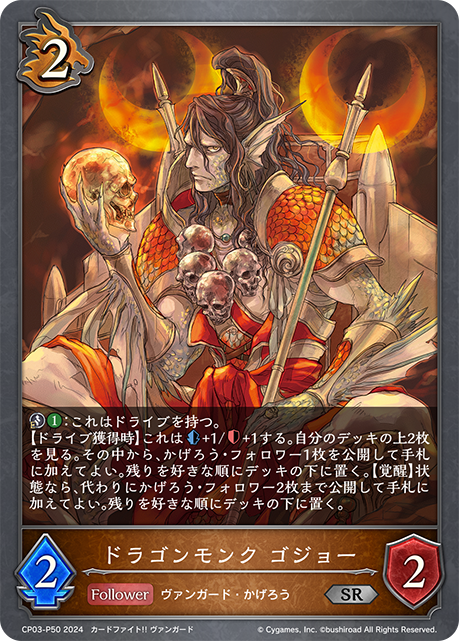 2
1:これはドライブを持つ。
【ドライブ獲得時】これは+1/+1する。自分のデッキの上2枚
を見る。その中から、かげろう・フォロワー1枚を公開して手札
に加えてよい。残りを好きな順にデッキの下に置く。【覚醒】状
態なら、代わりにかげろう・フォロワー2枚まで公開して手札に
加えてよい。残りを好きな順にデッキの下に置く。
ドラゴンモンク ゴジョー
2
Follower ヴァンガード・かげろう SR
2
CP03-P50 2024 カードファイト!! ヴァンガード © Cygames, Inc. ©bushiroad All Rights Reserved.